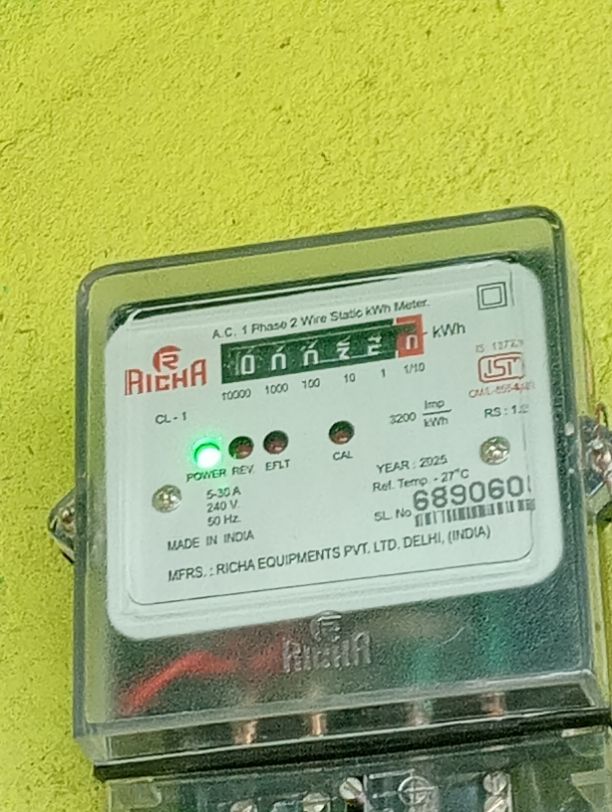 A.C. 1 Phase 2 Wire Static kWh Meter.
RICHA
kWh
10000 1000 100 10 1 1/10
CL - 1
3200 Imp/kWh
POWER REV. EFLT CAL
5-30 A
240 V.
50 Hz.
YEAR : 2025
Ref. Temp. - 27°C
SL. No
MADE IN INDIA
MFRS. : RICHA EQUIPMENTS PVT. LTD. DELHI, (INDIA)
RICHA